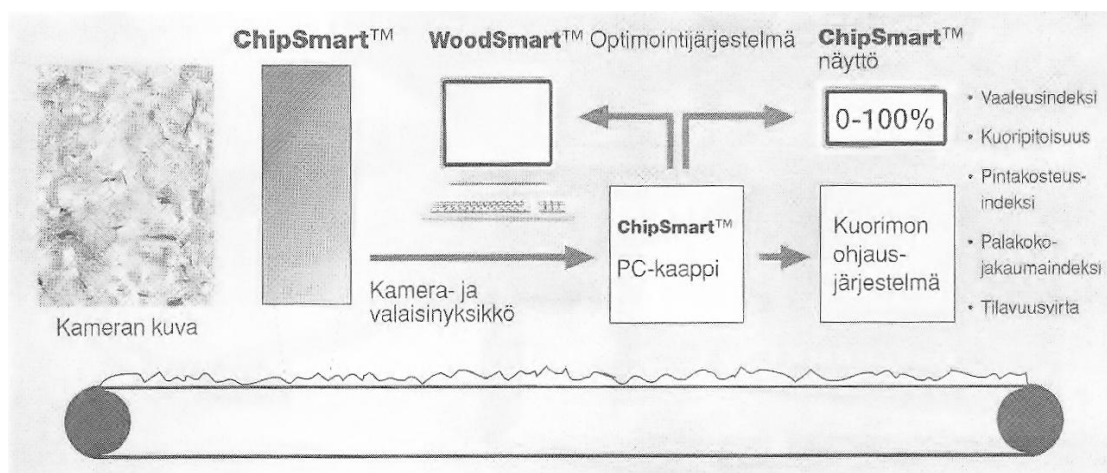 ChipSmart™
WoodSmart™ Optimointijärjestelmä
ChipSmart™
näyttö
0-100%
• Vaaleusindeksi
• Kuoripitoisuus
• Pintakosteus-
indeksi
• Palakoko-
jakaumaindeksi
• Tilavuusvirta
ChipSmart™
PC-kaappi
Kuorimon
ohjaus-
järjestelmä
Kamera- ja
valaisinyksikkö
Kameran kuva